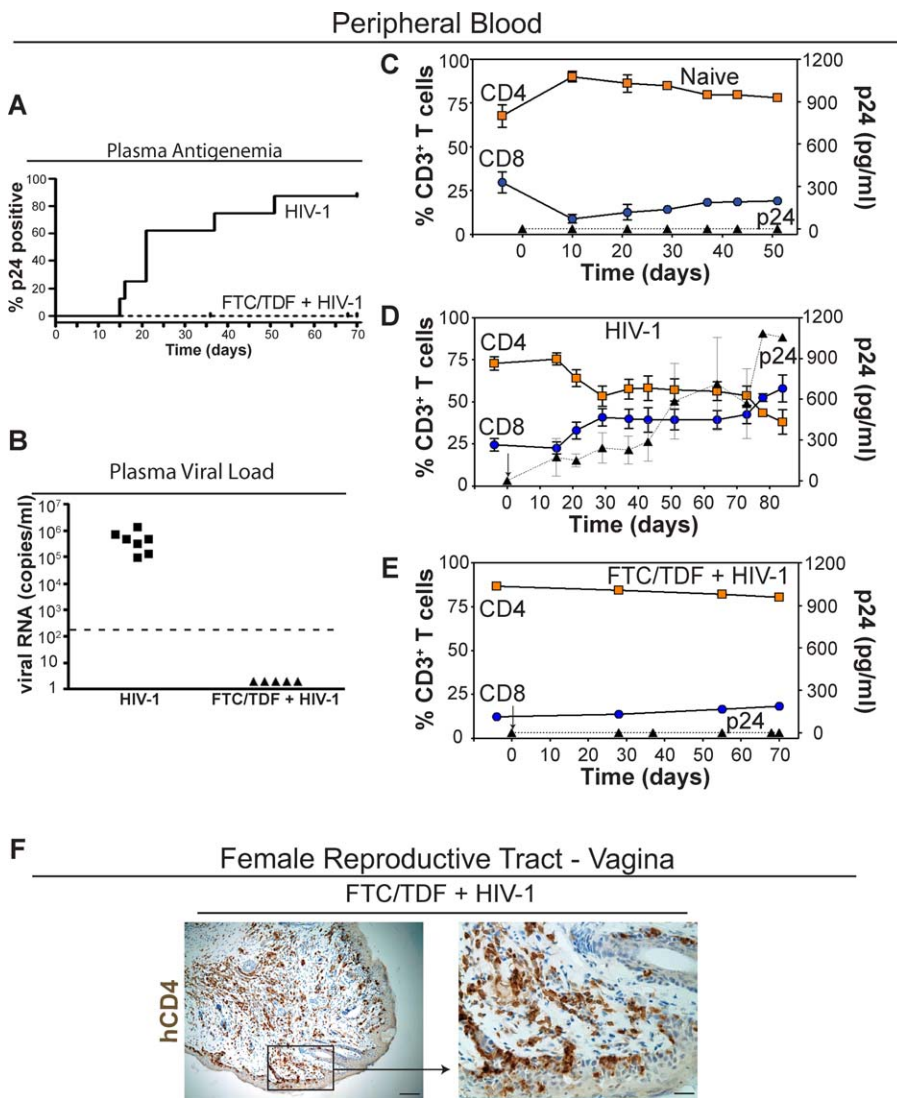 Peripheral Blood
A
Plasma Antigenemia
% p24 positive
100
80
60
40
20
0
HIV-1
FTC/TDF + HIV-1
0 10 20 30 40 50 60 70
Time (days)
B
Plasma Viral Load
viral RNA (copies/ml)
10⁷
10⁶
10⁵
10⁴
10³
10²
10
1
HIV-1 FTC/TDF + HIV-1
C
% CD3⁺ T cells
100
75
50
25
0
CD4
CD8
Naive
p24
1200
900
600
300
0
p24 (pg/ml)
0 10 20 30 40 50
Time (days)
D
% CD3⁺ T cells
100
75
50
25
0
CD4
CD8
HIV-1
p24
1200
900
600
300
0
p24 (pg/ml)
0 10 20 30 40 50 60 70 80
Time (days)
E
% CD3⁺ T cells
100
75
50
25
0
FTC/TDF + HIV-1
CD4
CD8
p24
1200
900
600
300
0
p24 (pg/ml)
0 10 20 30 40 50 60 70
Time (days)
F
Female Reproductive Tract - Vagina
FTC/TDF + HIV-1
hCD4